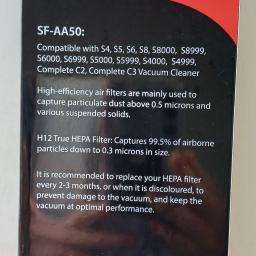 SF-AA50:
Compatible with S4, S5, S6, S8, S8000, S8999,
S6000, S6999, S5000, S5999, S4000, S4999,
Complete C2, Complete C3 Vacuum Cleaner
High-efficiency air filters are mainly used to
capture particulate dust above 0.5 microns and
various suspended solids.
H12 True HEPA Filter: Captures 99.5% of airborne
particles down to 0.3 microns in size.
It is recommended to replace your HEPA filter
every 2-3 months, or when it is discoloured, to
prevent damage to the vacuum, and keep the
vacuum at optimal performance.